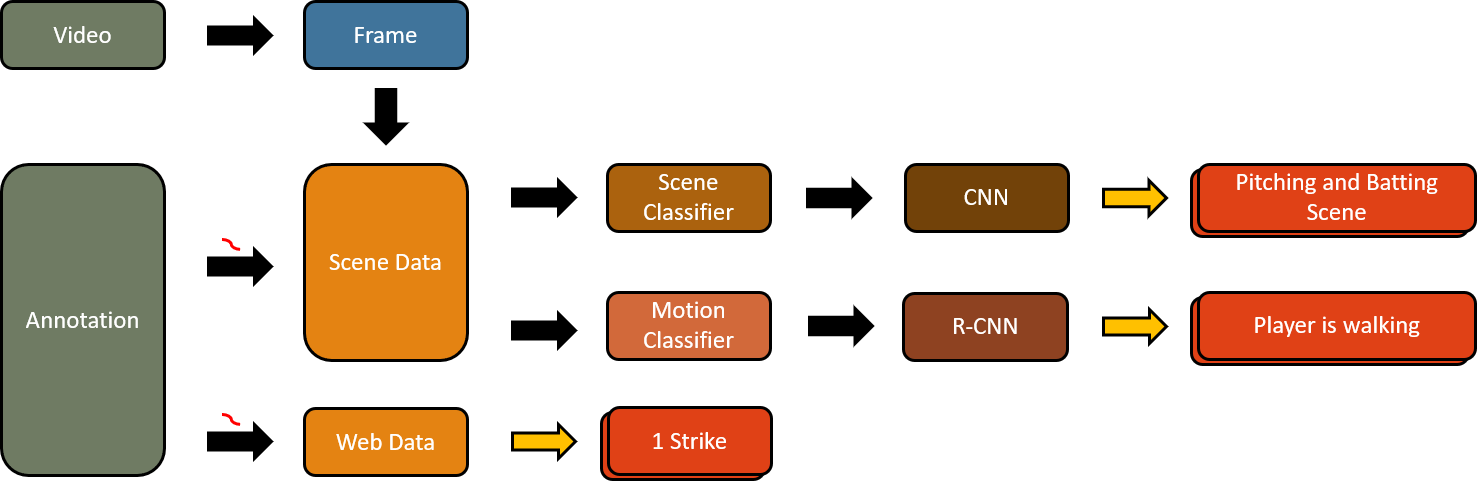 Video
Frame
Annotation
Scene Data
Scene
Classifier
CNN
Pitching and Batting
Scene
Motion
Classifier
R-CNN
Player is walking
Web Data
1 Strike